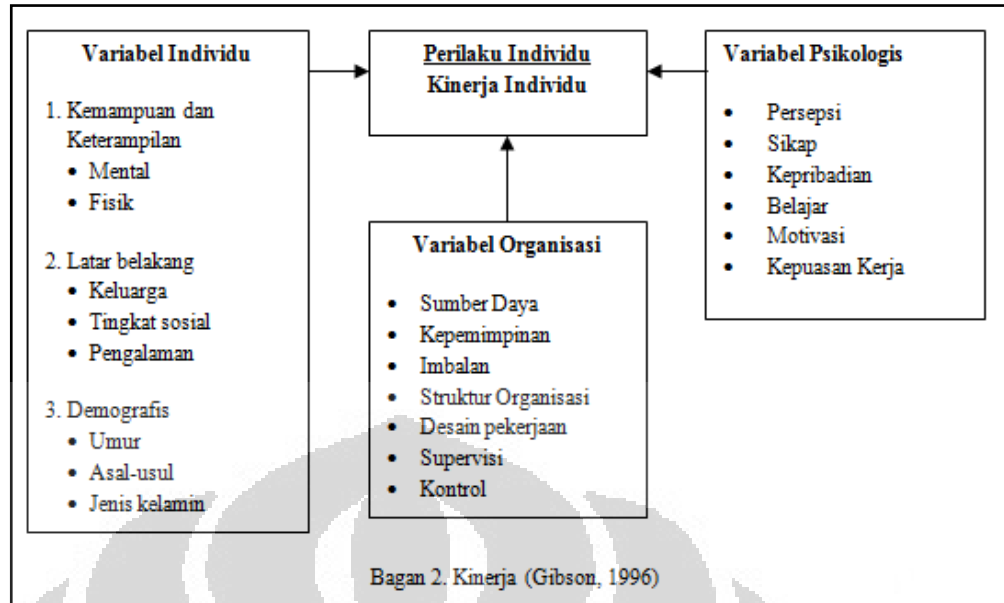 Variabel Individu
1. Kemampuan dan
Keterampilan
• Mental
• Fisik
2. Latar belakang
• Keluarga
• Tingkat sosial
• Pengalaman
3. Demografis
• Umur
• Asal-usul
• Jenis kelamin
Perilaku Individu
Kinerja Individu
Variabel Organisasi
• Sumber Daya
• Kepemimpinan
• Imbalan
• Struktur Organisasi
• Desain pekerjaan
• Supervisi
• Kontrol
Variabel Psikologis
• Persepsi
• Sikap
• Kepribadian
• Belajar
• Motivasi
• Kepuasan Kerja
Bagan 2. Kinerja (Gibson, 1996)